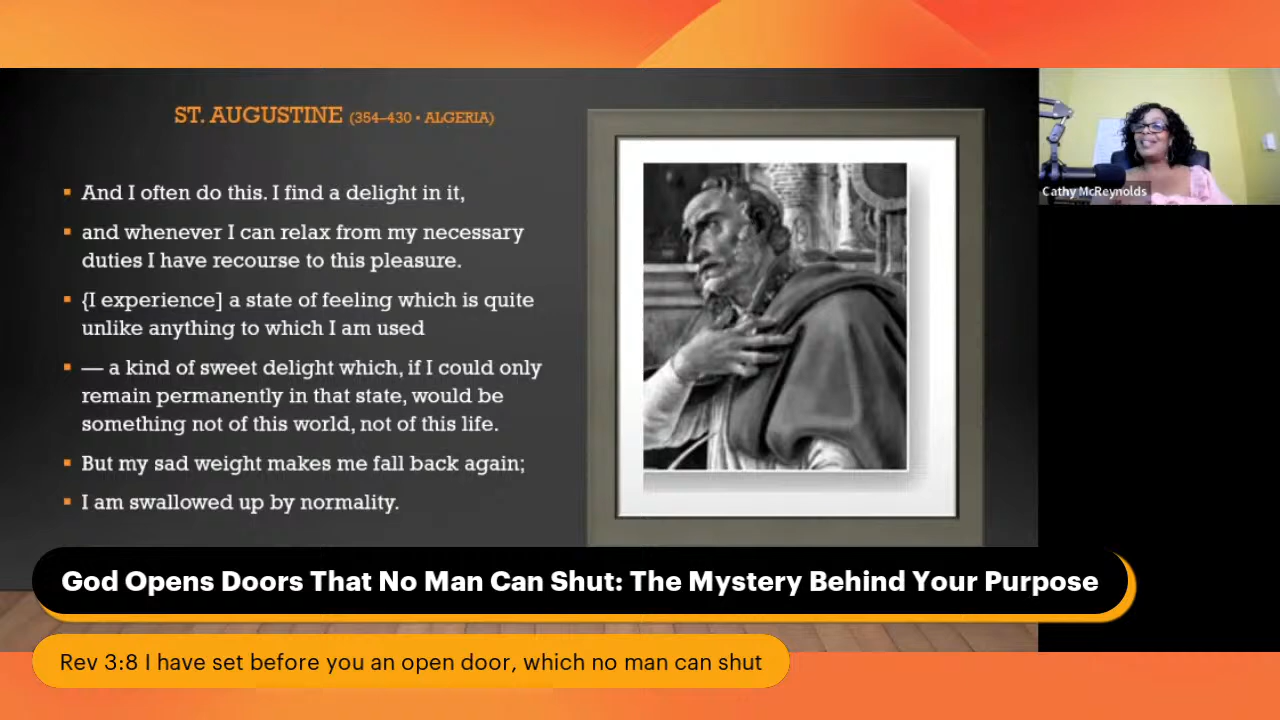 ST. AUGUSTINE (354–430 • ALGERIA)
▪ And I often do this. I find a delight in it,
▪ and whenever I can relax from my necessary
duties I have recourse to this pleasure.
▪ {I experience] a state of feeling which is quite
unlike anything to which I am used
▪ — a kind of sweet delight which, if I could only
remain permanently in that state, would be
something not of this world, not of this life.
▪ But my sad weight makes me fall back again;
▪ I am swallowed up by normality.
Cathy McReynolds
God Opens Doors That No Man Can Shut: The Mystery Behind Your Purpose
Rev 3:8 I have set before you an open door, which no man can shut